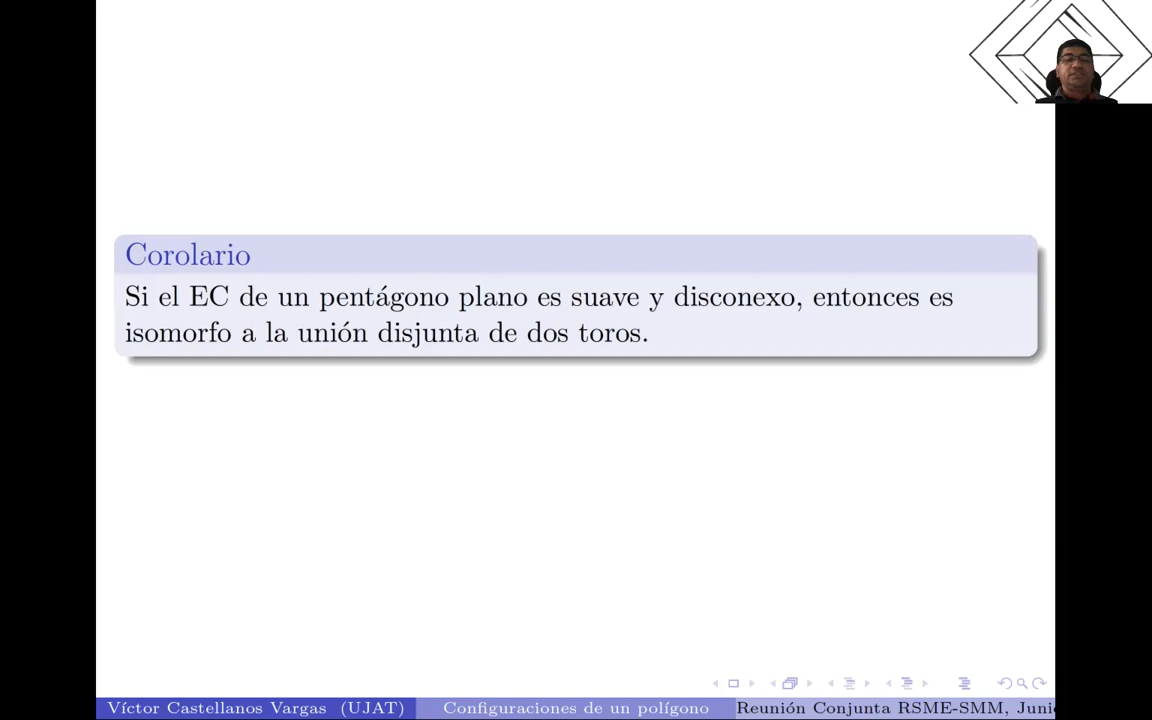 Corolario
Si el EC de un pentágono plano es suave y disconexo, entonces es
isomorfo a la unión disjunta de dos toros.
Víctor Castellanos Vargas (UJAT) Configuraciones de un polígono Reunión Conjunta RSME-SMM, Juni